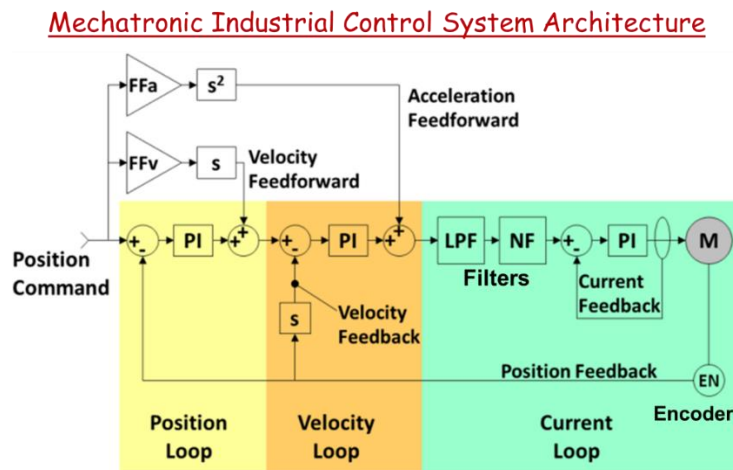 Mechatronic Industrial Control System Architecture
FFa
s²
Acceleration
Feedforward
FFv
s
Velocity
Feedforward
Position
Command
+
-
PI
+
+
+
-
PI
+
+
LPF
NF
Filters
+
-
PI
M
Current
Feedback
s
Velocity
Feedback
Position Feedback
EN
Encoder
Position
Loop
Velocity
Loop
Current
Loop